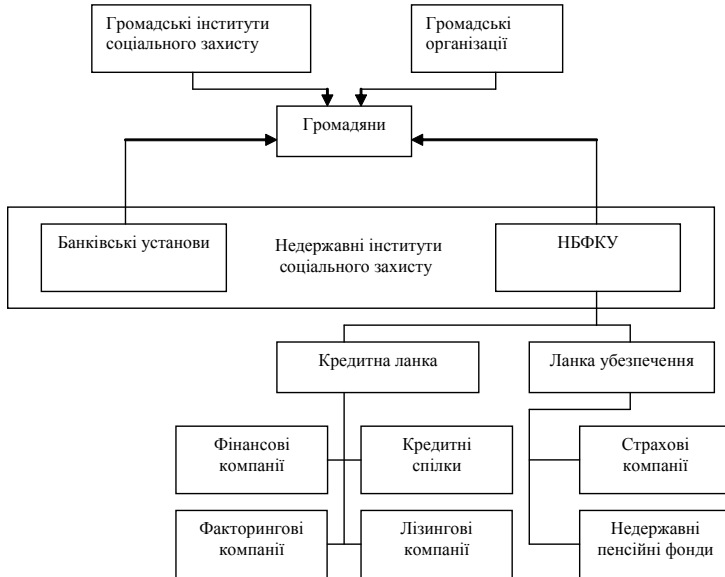 Громадські інститути
соціального захисту
Громадські
організації
Громадяни
Банківські установи
Недержавні інститути
соціального захисту
НБФКУ
Кредитна ланка
Ланка убезпечення
Фінансові
компанії
Кредитні
спілки
Страхові
компанії
Факторингові
компанії
Лізингові
компанії
Недержавні
пенсійні фонди